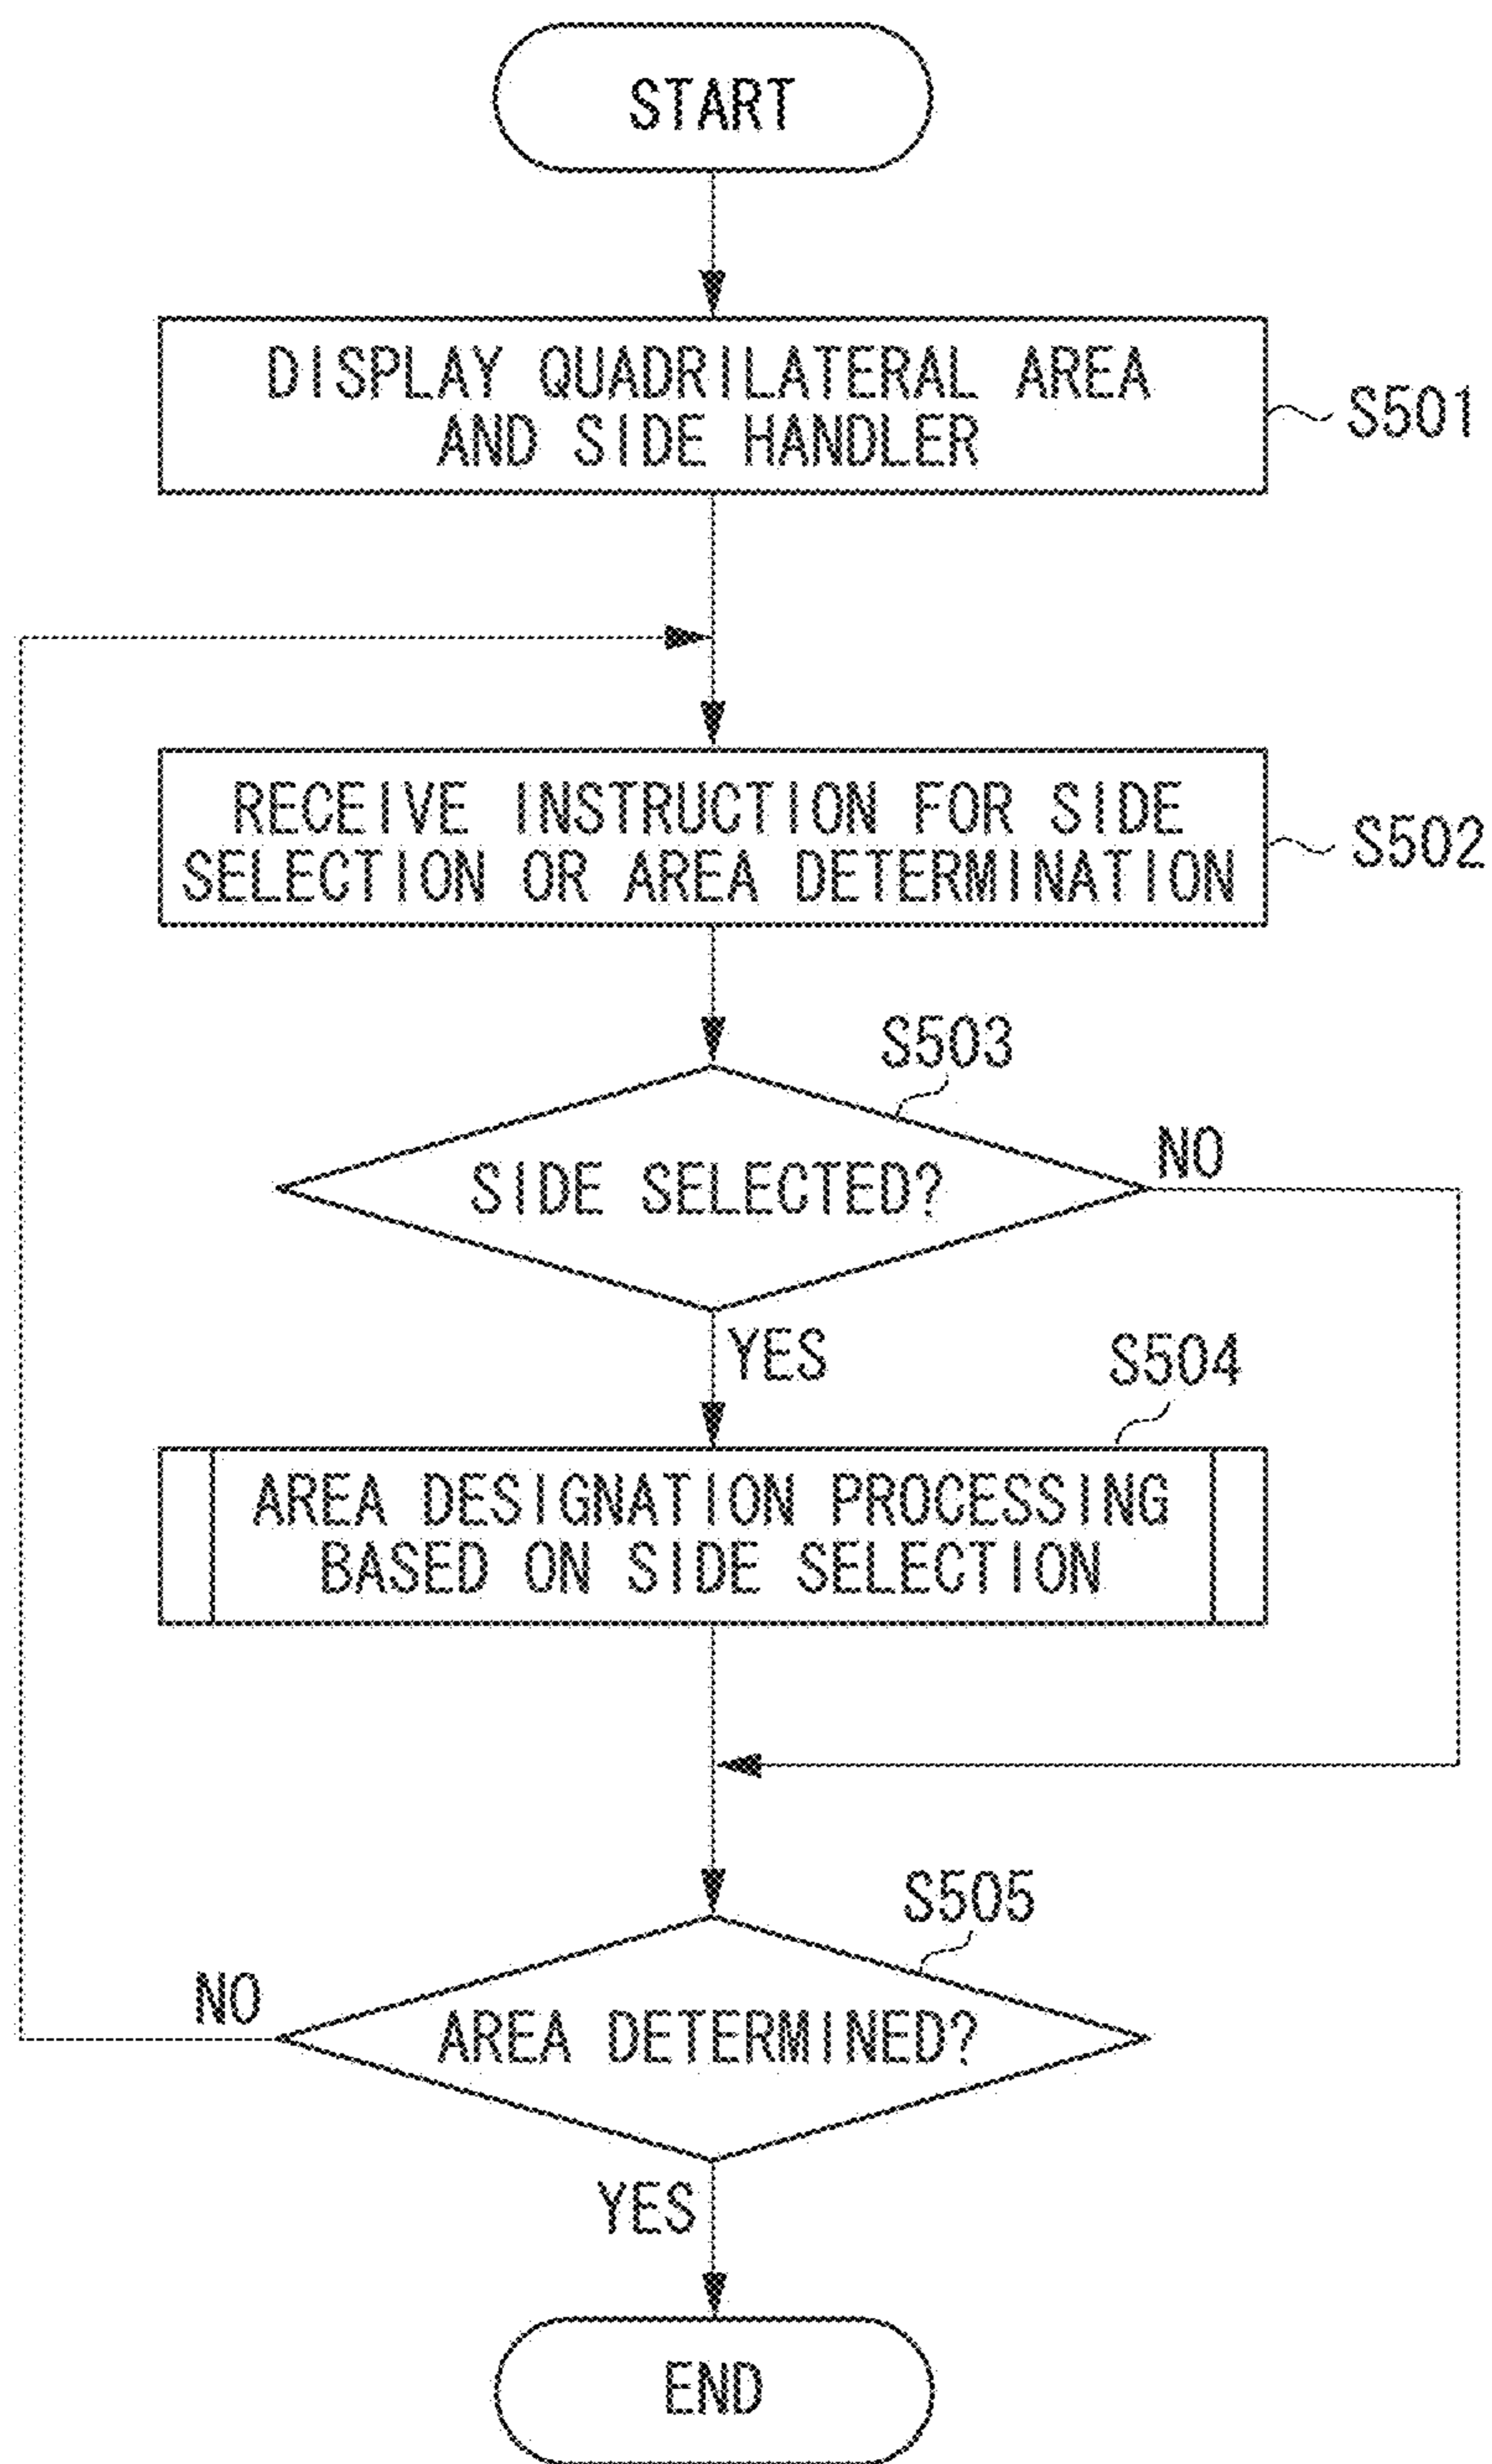 START
DISPLAY QUADRILATERAL AREA
AND SIDE HANDLER
S501
RECEIVE INSTRUCTION FOR SIDE
SELECTION OR AREA DETERMINATION
S502
S503
SIDE SELECTED?
NO
YES
S504
AREA DESIGNATION PROCESSING
BASED ON SIDE SELECTION
S505
NO
AREA DETERMINED?
YES
END